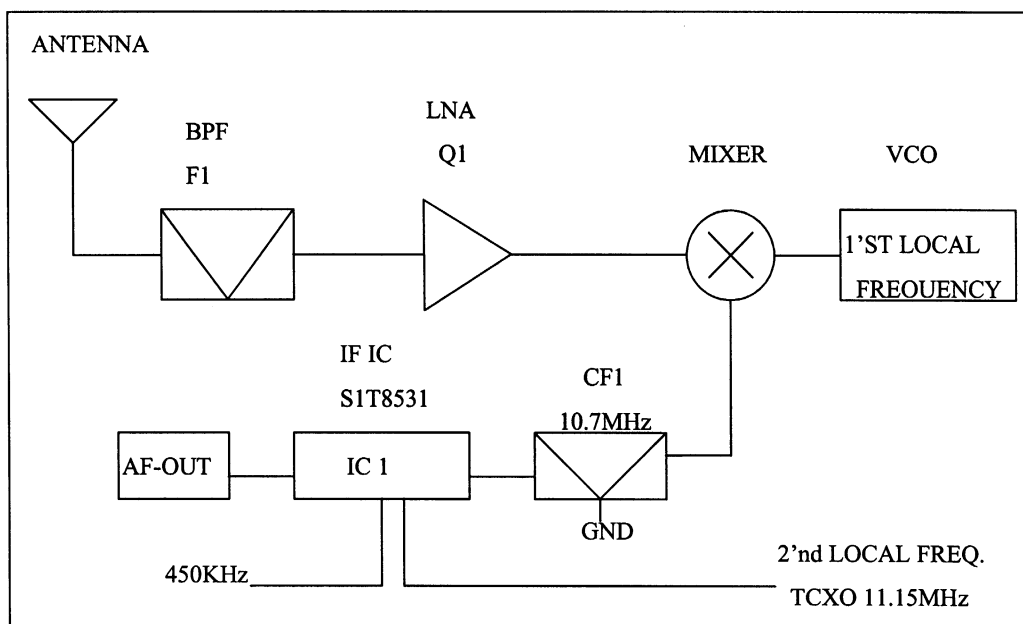 ANTENNA
BPF
F1
LNA
Q1
MIXER
VCO
1'ST LOCAL
FREOUENCY
IF IC
S1T8531
CF1
10.7MHz
AF-OUT
IC 1
GND
450KHz
2'nd LOCAL FREQ.
TCXO 11.15MHz